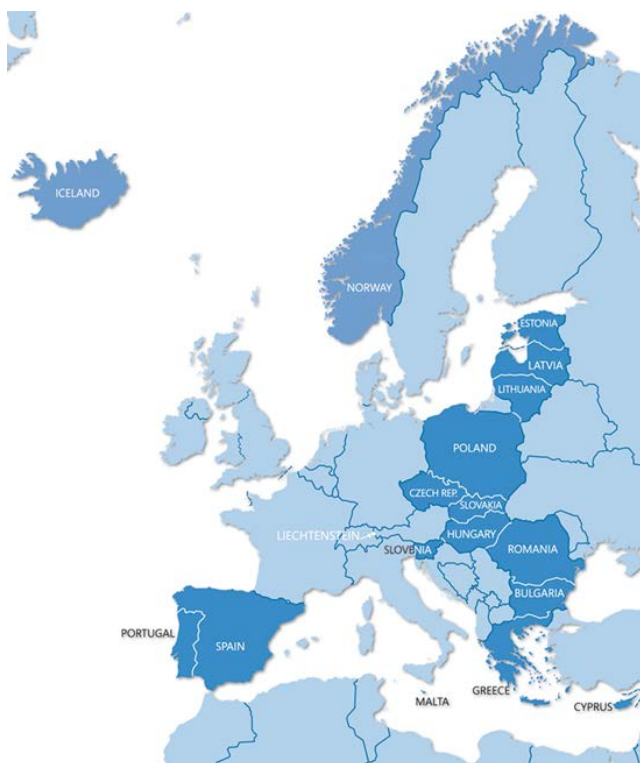 ICELAND
NORWAY
ESTONIA
LATVIA
LITHUANIA
POLAND
CZECH REP.
SLOVAKIA
LIECHTENSTEIN
HUNGARY
SLOVENIA
ROMANIA
BULGARIA
PORTUGAL
SPAIN
GREECE
MALTA
CYPRUS